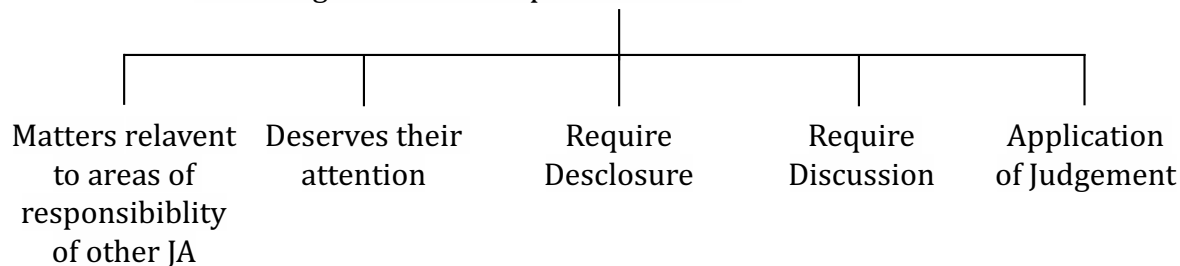 Matters relavent
to areas of
responsibiblity
of other JA
Deserves their
attention
Require
Desclosure
Require
Discussion
Application
of Judgement